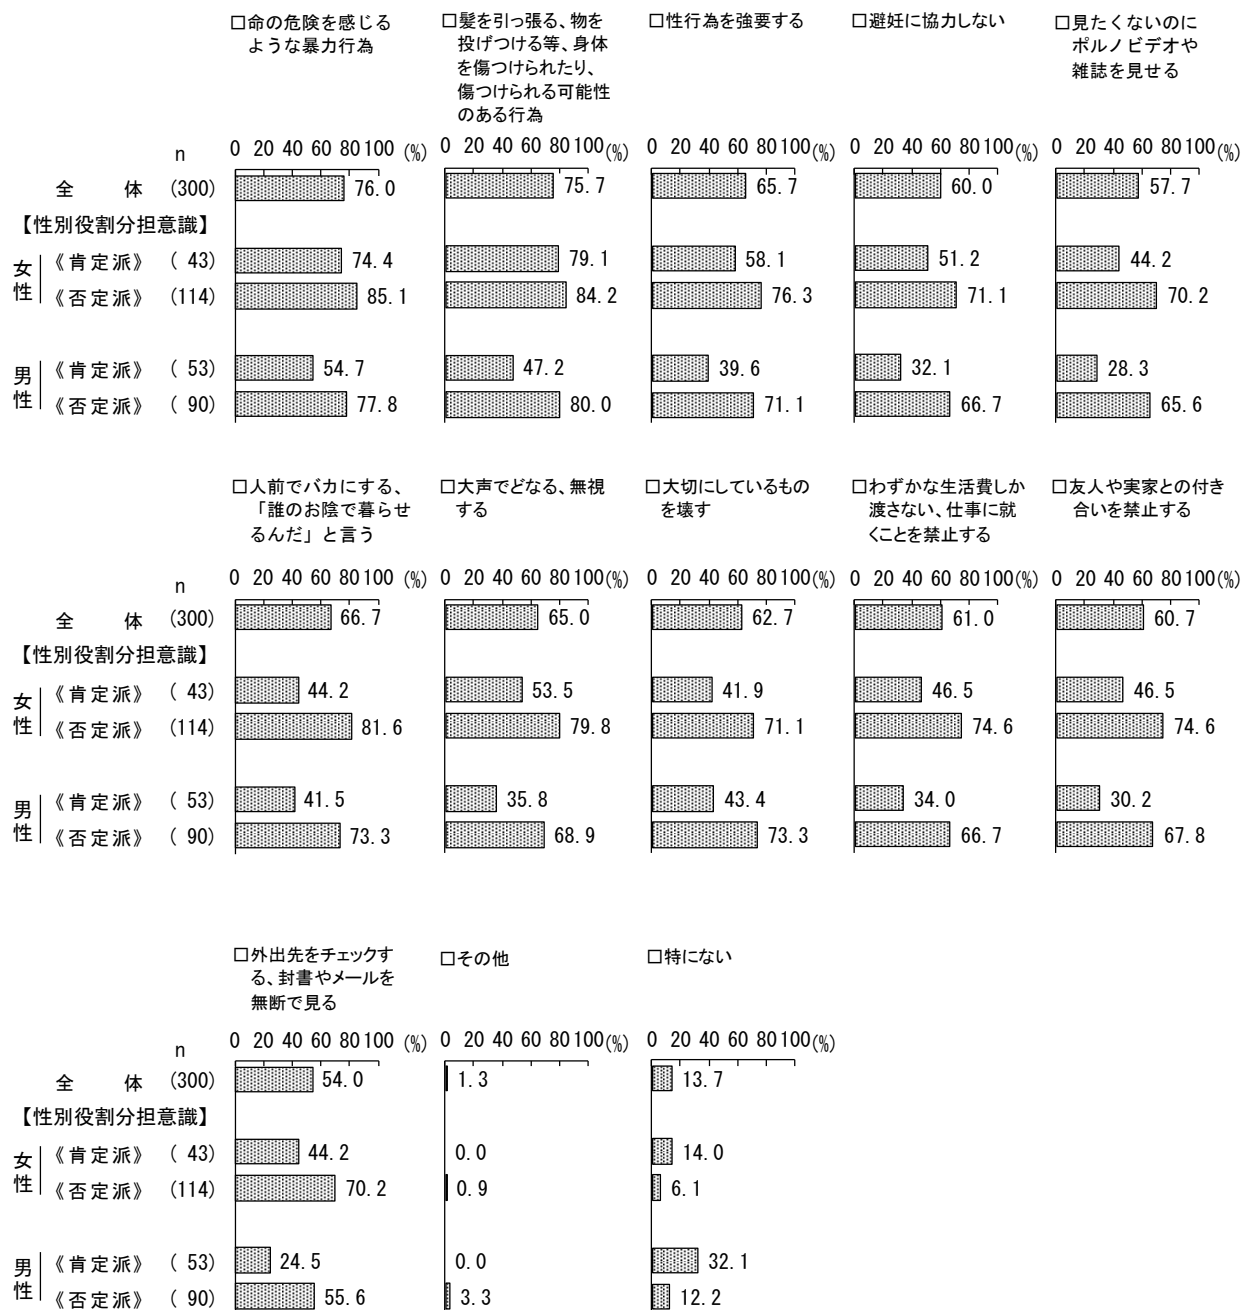 □命の危険を感じる
ような暴力行為
□髪を引っ張る、物を
投げつける等、身体
を傷つけられたり、
傷つけられる可能性
のある行為
□性行為を強要する
□避妊に協力しない
□見たくないのに
ポルノビデオや
雑誌を見せる
n 0 20 40 60 80 100 (%) 0 20 40 60 80 100 (%) 0 20 40 60 80 100 (%) 0 20 40 60 80 100 (%) 0 20 40 60 80 100 (%)
全体 (300) 76.0 75.7 65.7 60.0 57.7
【性別役割分担意識】
女性
《肯定派》 ( 43) 74.4 79.1 58.1 51.2 44.2
《否定派》 (114) 85.1 84.2 76.3 71.1 70.2
男性
《肯定派》 ( 53) 54.7 47.2 39.6 32.1 28.3
《否定派》 ( 90) 77.8 80.0 71.1 66.7 65.6
□人前でバカにする、
「誰のお陰で暮らせ
るんだ」と言う
□大声でどなる、無視
する
□大切にしているもの
を壊す
□わずかな生活費しか
渡さない、仕事に就
くことを禁止する
□友人や実家との付き
合いを禁止する
n 0 20 40 60 80 100 (%) 0 20 40 60 80 100 (%) 0 20 40 60 80 100 (%) 0 20 40 60 80 100 (%) 0 20 40 60 80 100 (%)
全体 (300) 66.7 65.0 62.7 61.0 60.7
【性別役割分担意識】
女性
《肯定派》 ( 43) 44.2 53.5 41.9 46.5 46.5
《否定派》 (114) 81.6 79.8 71.1 74.6 74.6
男性
《肯定派》 ( 53) 41.5 35.8 43.4 34.0 30.2
《否定派》 ( 90) 73.3 68.9 73.3 66.7 67.8
□外出先をチェックす
る、封書やメールを
無断で見る
□その他
□特にない
n 0 20 40 60 80 100 (%) 0 20 40 60 80 100 (%) 0 20 40 60 80 100 (%)
全体 (300) 54.0 1.3 13.7
【性別役割分担意識】
女性
《肯定派》 ( 43) 44.2 0.0 14.0
《否定派》 (114) 70.2 0.9 6.1
男性
《肯定派》 ( 53) 24.5 0.0 32.1
《否定派》 ( 90) 55.6 3.3 12.2